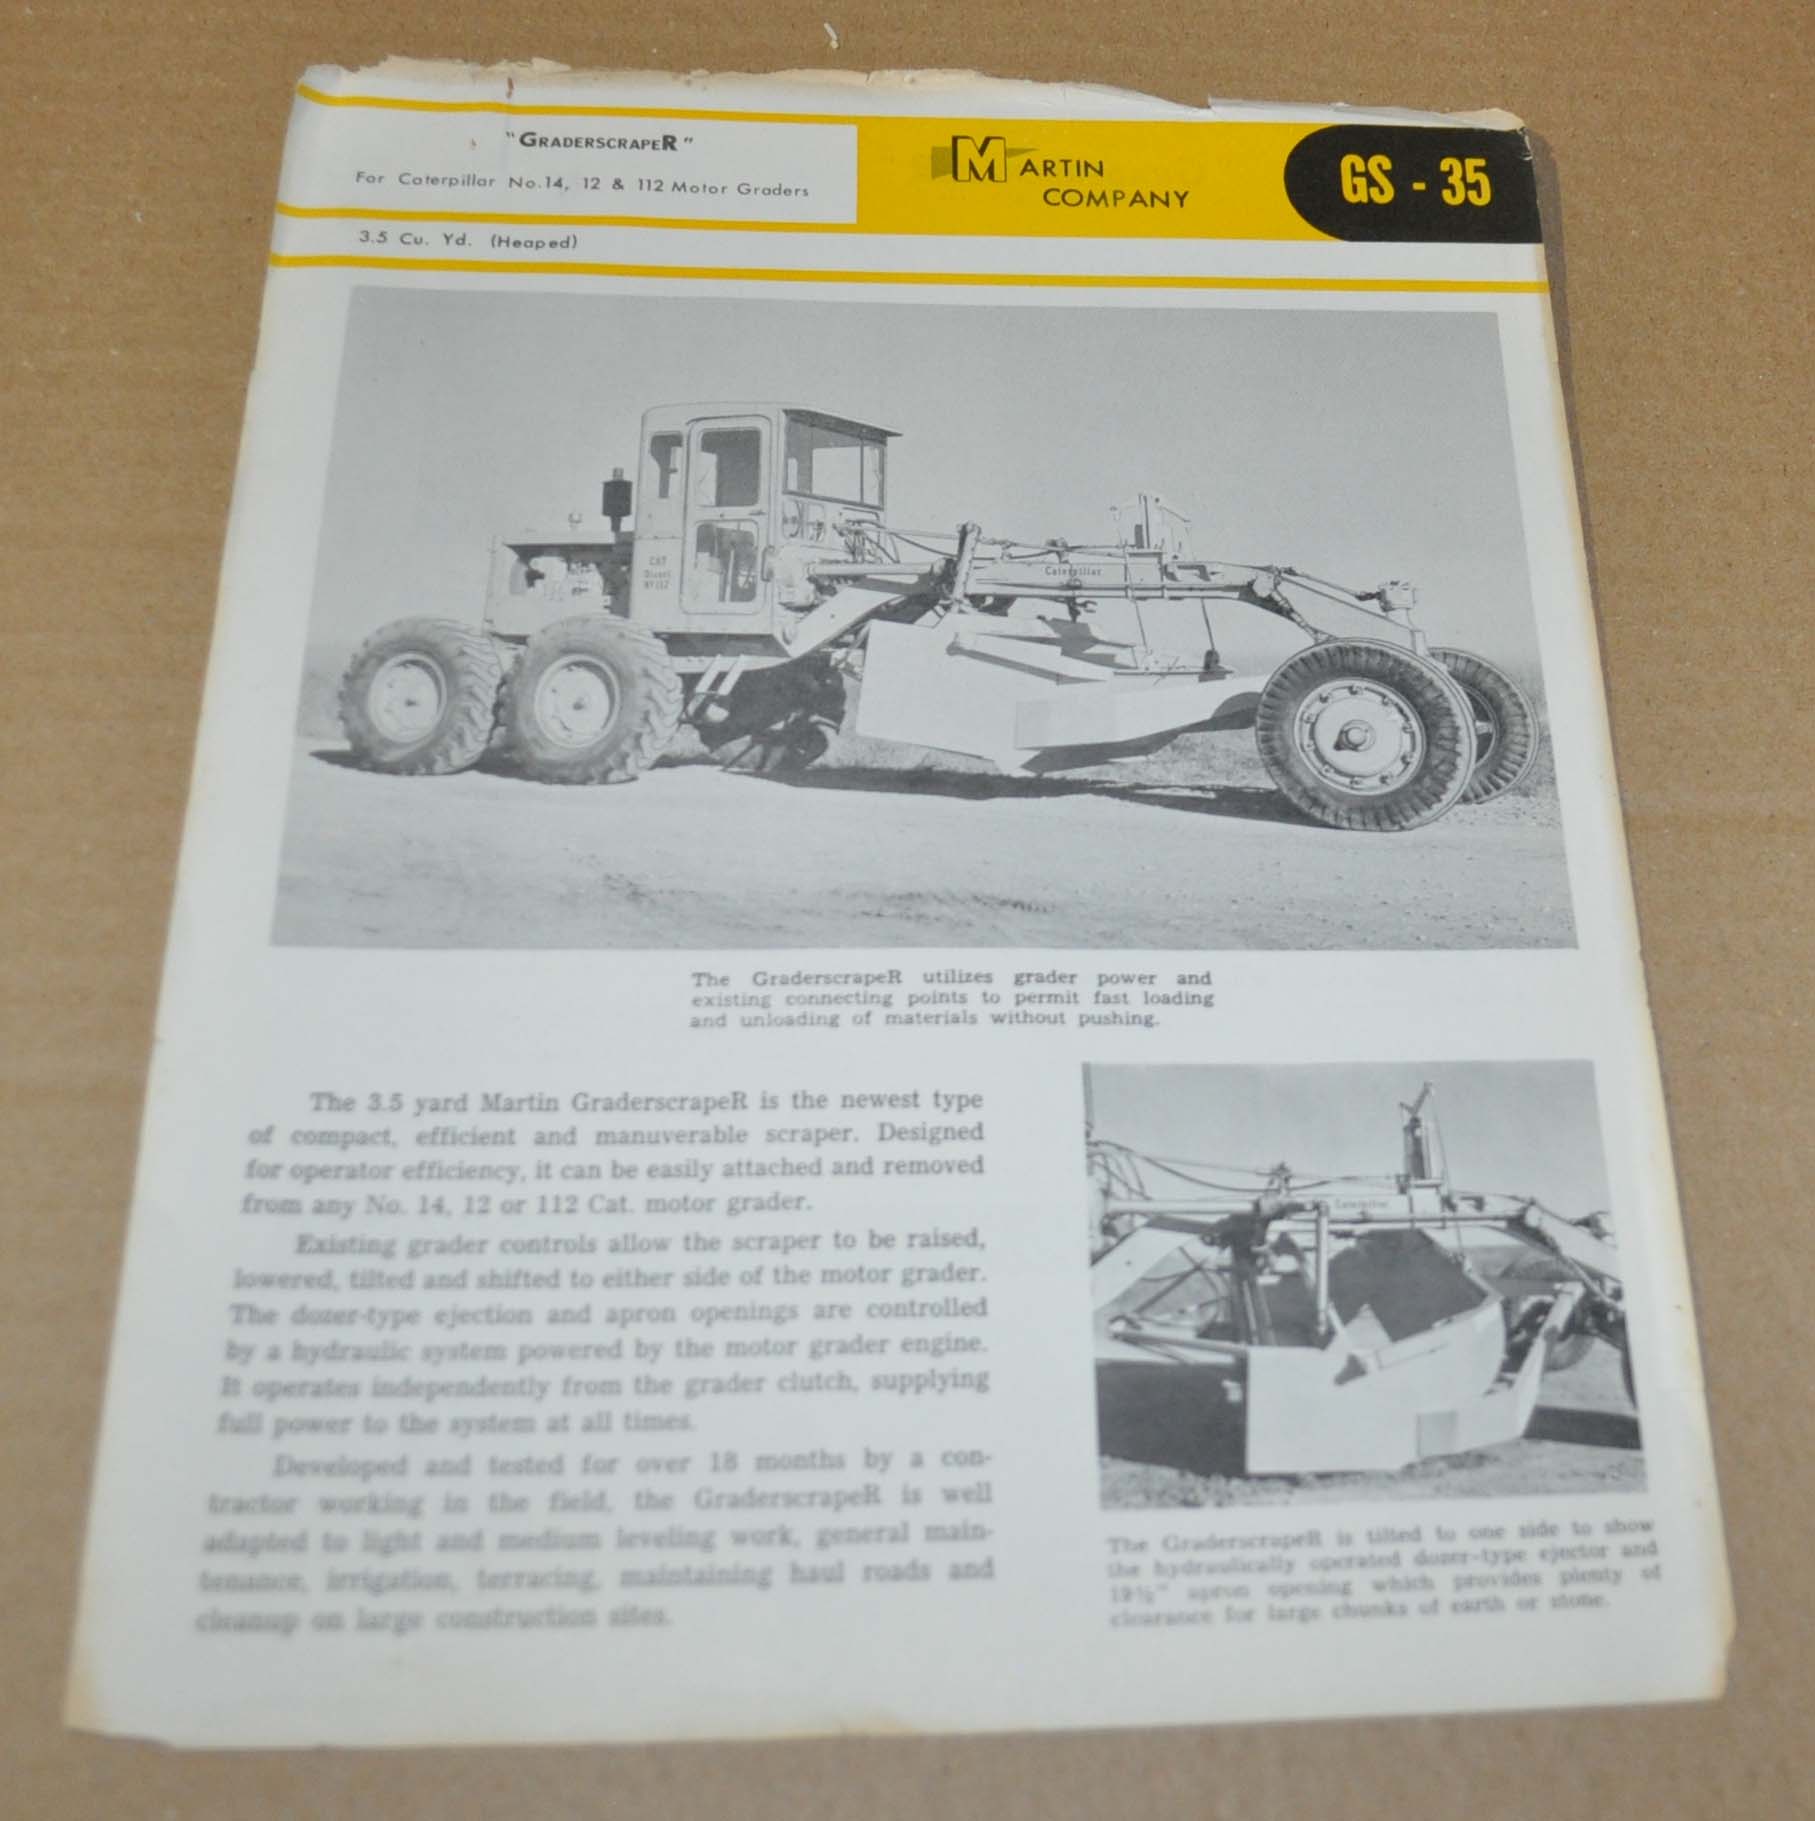 "GRADERSCRAPER"
For Caterpillar No.14, 12 & 112 Motor Graders
3.5 Cu. Yd. (Heaped)
MARTIN
COMPANY
GS - 35
CAT
Diesel
Nº 112
Caterpillar
The GraderscrapeR utilizes grader power and
existing connecting points to permit fast loading
and unloading of materials without pushing.
The 3.5 yard Martin GraderscrapeR is the newest type
of compact, efficient and manuverable scraper. Designed
for operator efficiency, it can be easily attached and removed
from any No. 14, 12 or 112 Cat. motor grader.
Existing grader controls allow the scraper to be raised,
lowered, tilted and shifted to either side of the motor grader.
The dozer-type ejection and apron openings are controlled
by a hydraulic system powered by the motor grader engine.
It operates independently from the grader clutch, supplying
full power to the system at all times.
Developed and tested for over 18 months by a con-
tractor working in the field, the GraderscrapeR is well
adapted to light and medium leveling work, general main-
tenance, irrigation, terracing, maintaining haul roads and
cleanup on large construction sites.
Caterpillar
The GraderscrapeR is tilted to one side to show
the hydraulically operated dozer-type ejector and
19½" apron opening which provides plenty of
clearance for large chunks of earth or stone.